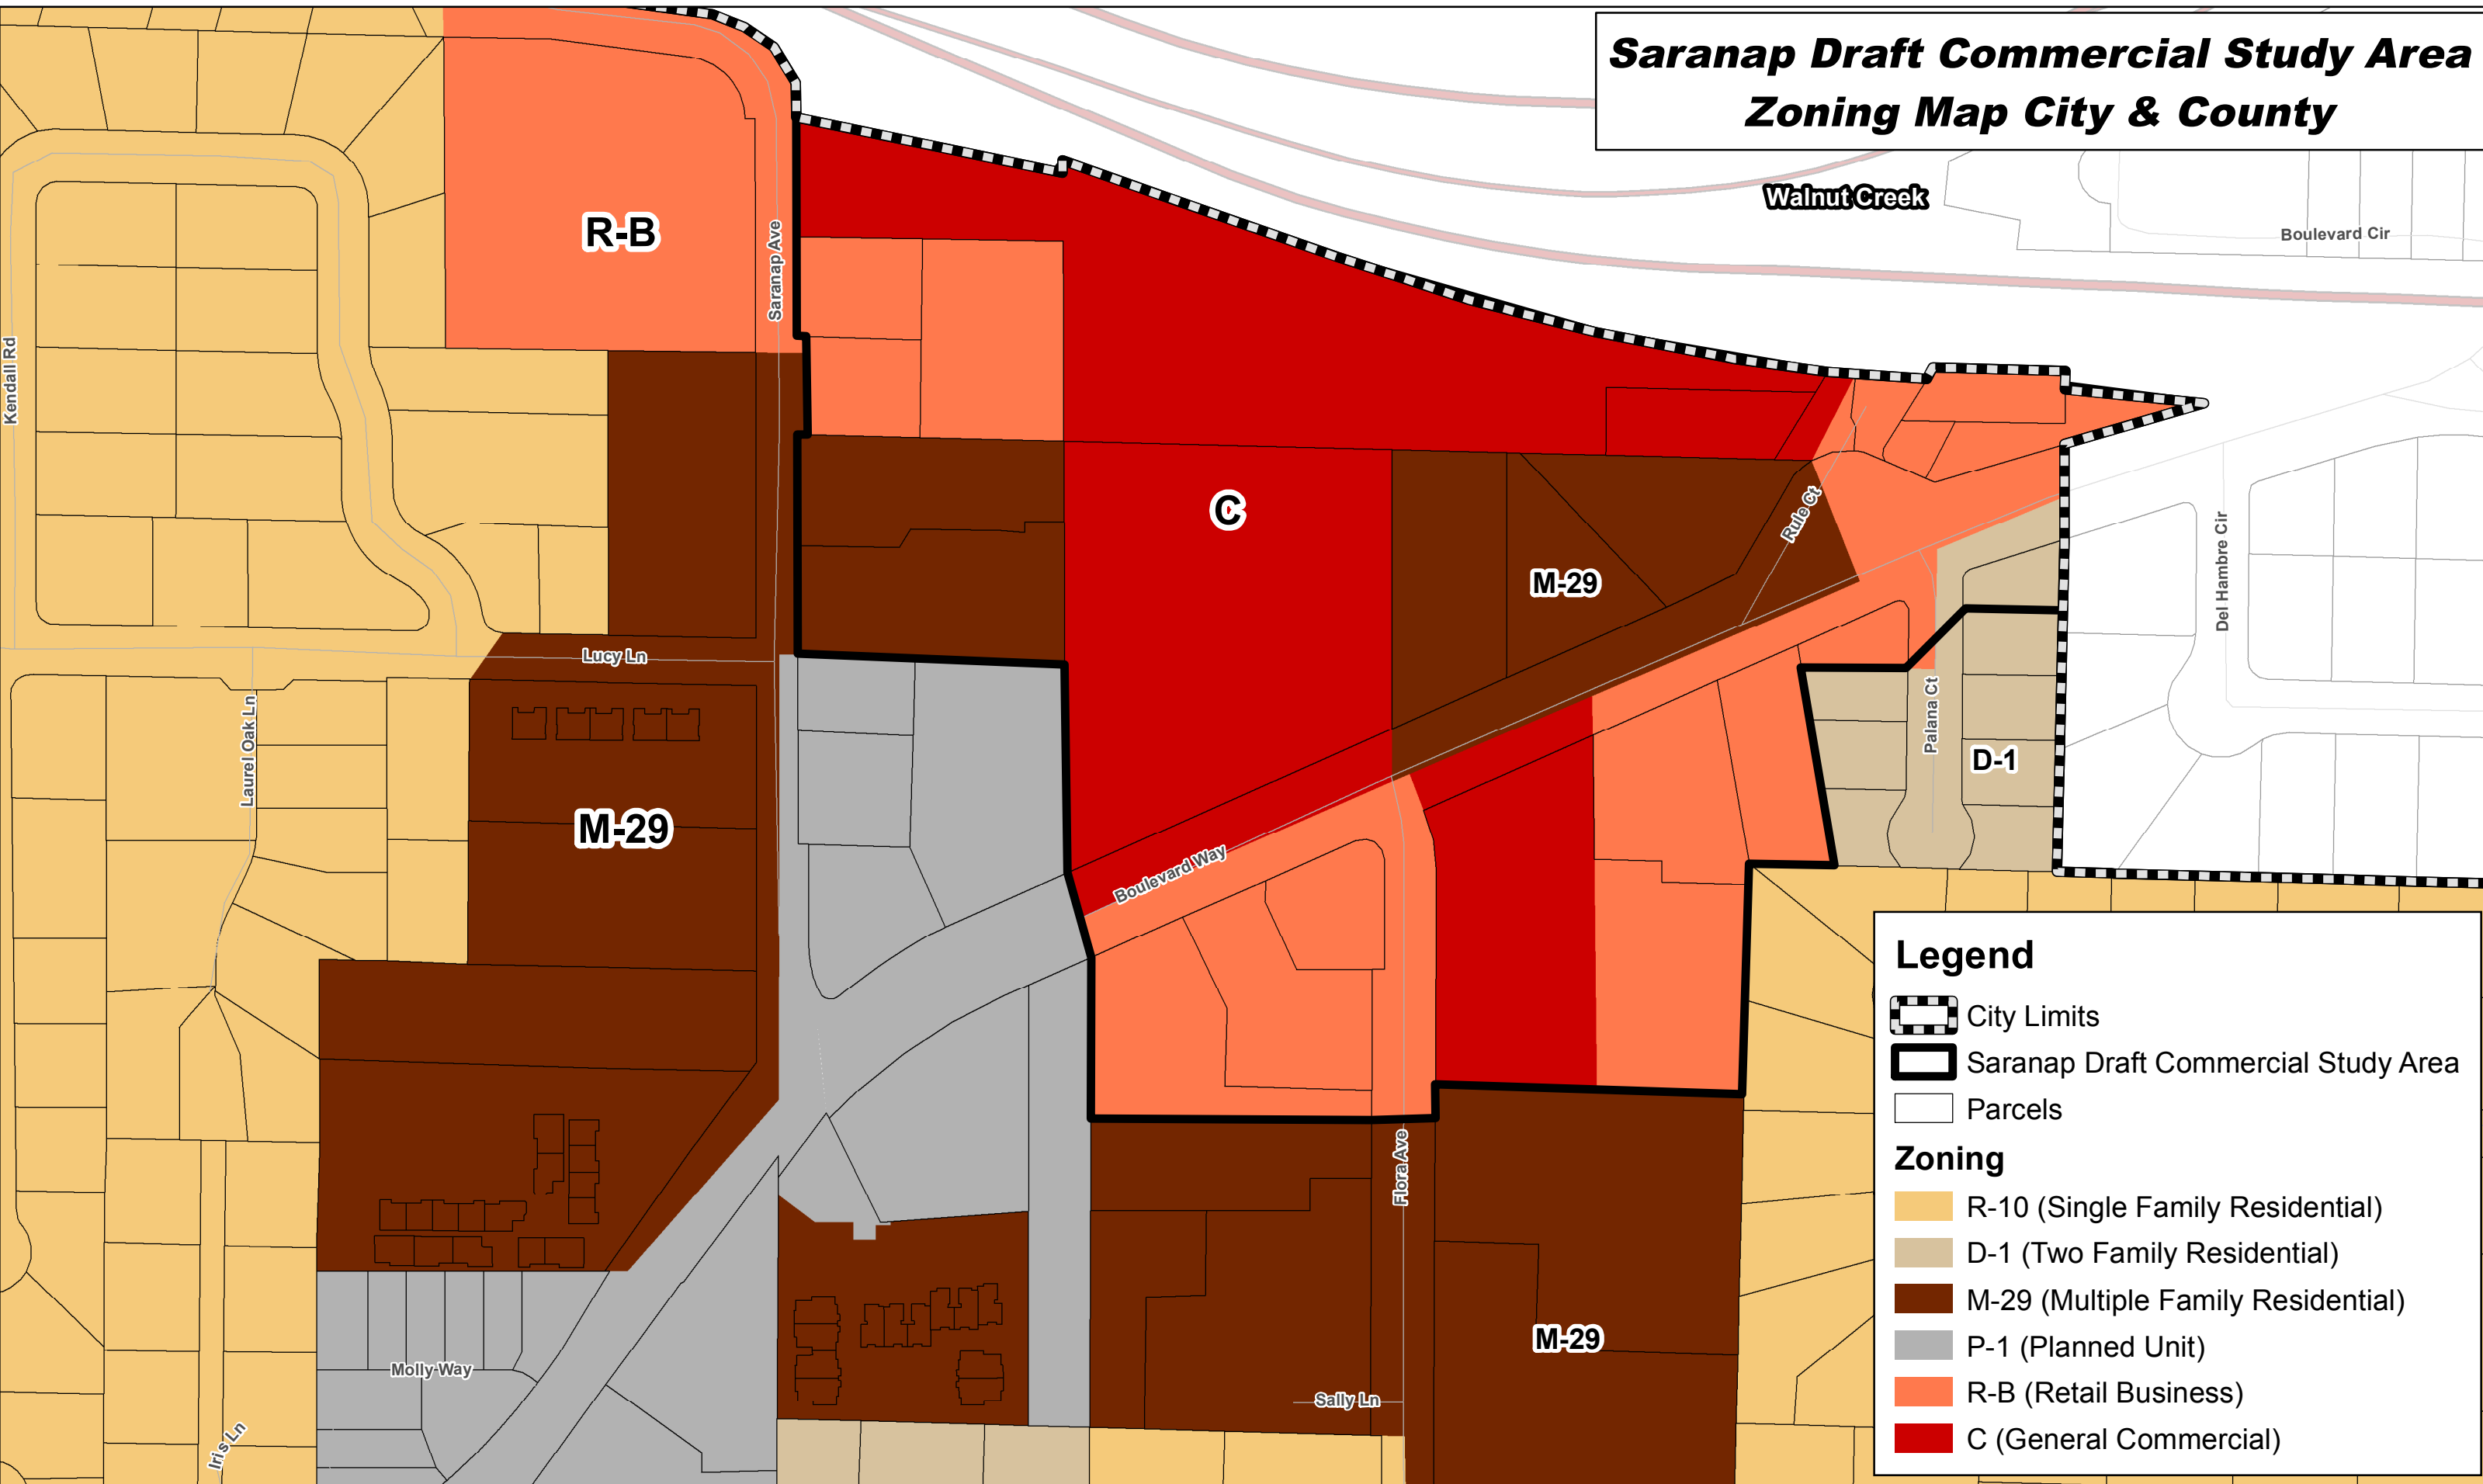 Saranap Draft Commercial Study Area
Zoning Map City & County
Walnut Creek
Boulevard Cir
R-B
Saranap Ave
Kendall Rd
C
Rule Ct
M-29
Del Hambre Cir
Lucy Ln
Laurel Oak Ln
Palana Ct
D-1
M-29
Boulevard Way
Flora Ave
M-29
Molly Way
Sally Ln
Iris Ln
Legend
City Limits
Saranap Draft Commercial Study Area
Parcels
Zoning
R-10 (Single Family Residential)
D-1 (Two Family Residential)
M-29 (Multiple Family Residential)
P-1 (Planned Unit)
R-B (Retail Business)
C (General Commercial)